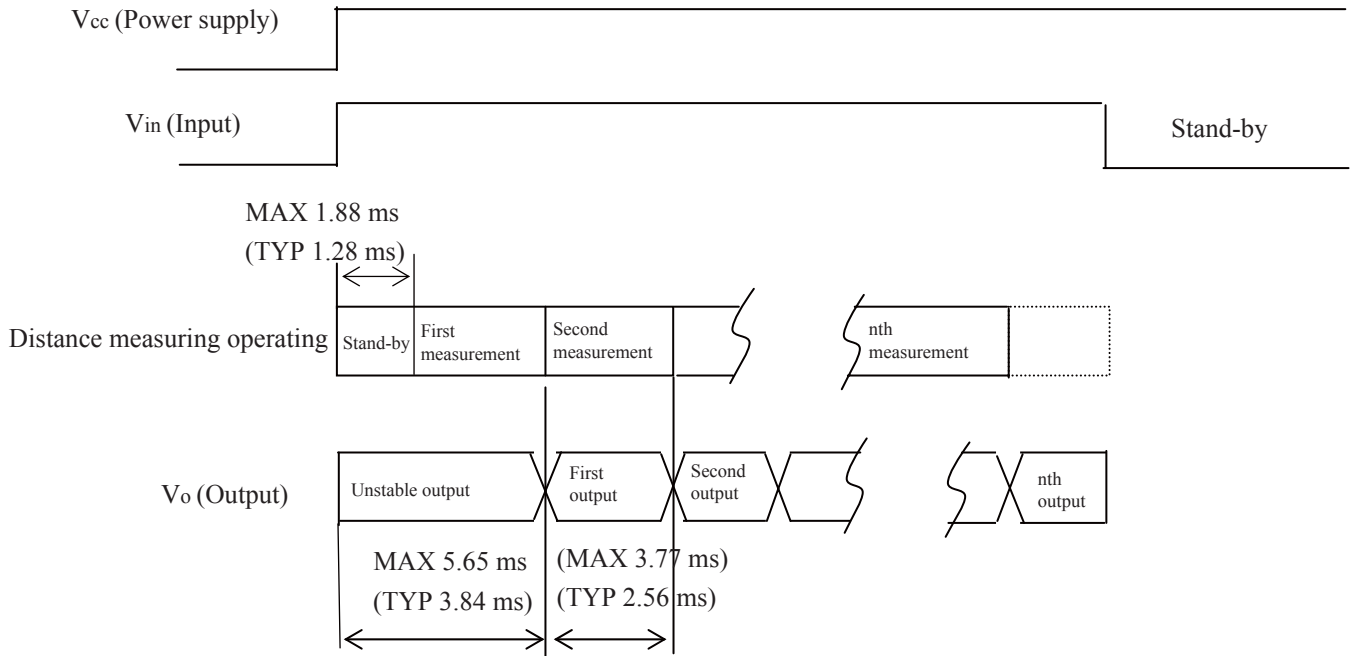 Vcc (Power supply)
Vin (Input)
Stand-by
MAX 1.88 ms
(TYP 1.28 ms)
Distance measuring operating
Stand-by
First
measurement
Second
measurement
nth
measurement
Vo (Output)
Unstable output
First
output
Second
output
nth
output
MAX 5.65 ms
(TYP 3.84 ms)
(MAX 3.77 ms)
(TYP 2.56 ms)